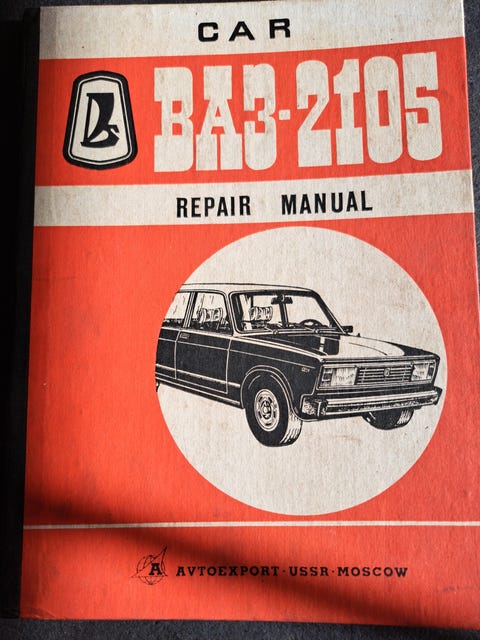 CAR
ВАЗ-2105
REPAIR MANUAL
A
AVTOEXPORT·USSR·MOSCOW